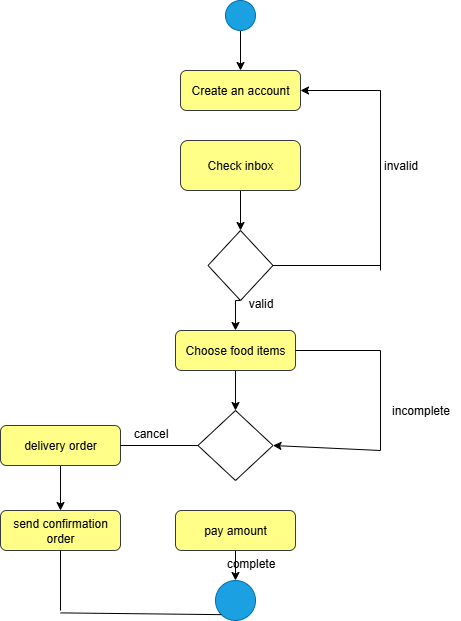 Create an account
Check inbox
invalid
valid
Choose food items
incomplete
cancel
delivery order
send confirmation
order
pay amount
complete